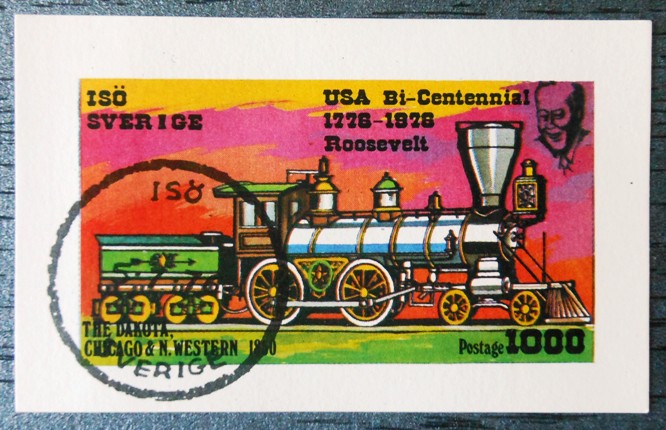 ISÖ
SVERIGE
USA Bi-Centennial
1776-1976
Roosevelt
ISÖ
THE DAKOTA,
CHICAGO & N. WESTERN
VERIGE
Postage 1000